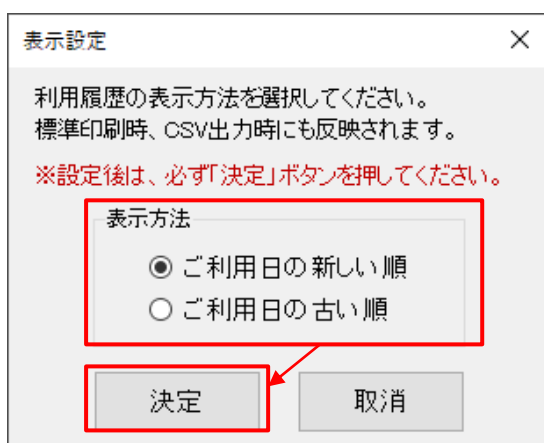 表示設定
利用履歴の表示方法を選択してください。
標準印刷時、CSV出力時にも反映されます。
※設定後は、必ず「決定」ボタンを押してください。
表示方法
ご利用日の新しい順
ご利用日の古い順
決定
取消